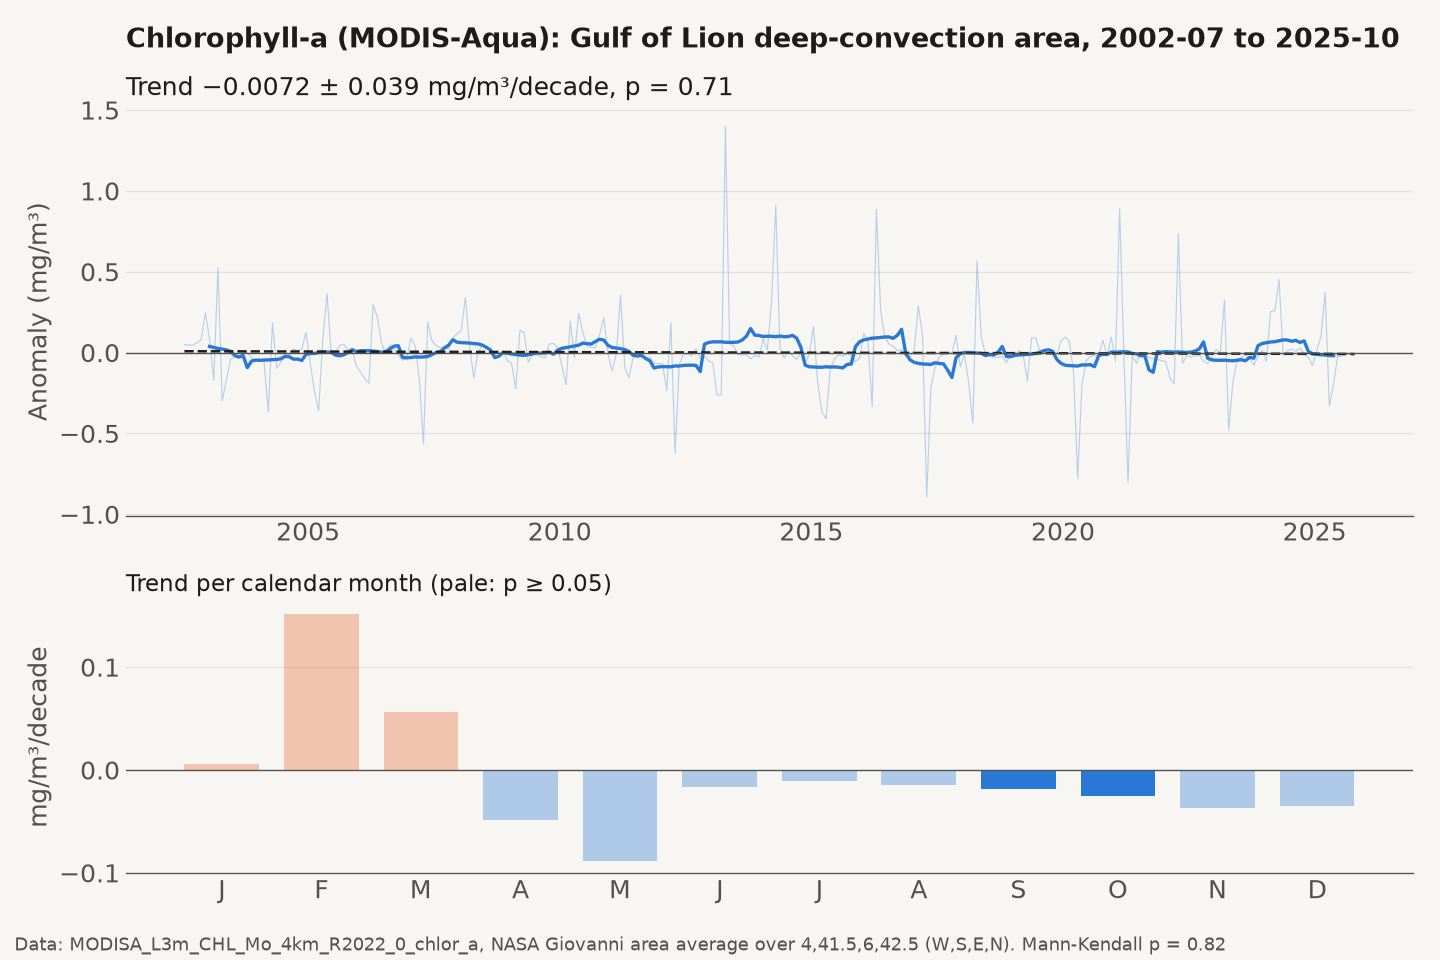 Chlorophyll-a (MODIS-Aqua): Gulf of Lion deep-convection area, 2002-07 to 2025-10
Trend −0.0072 ± 0.039 mg/m³/decade, p = 0.71
Anomaly (mg/m³)
1.5
1.0
0.5
0.0
−0.5
−1.0
2005 2010 2015 2020 2025
Trend per calendar month (pale: p ≥ 0.05)
mg/m³/decade
0.1
0.0
−0.1
J F M A M J J A S O N D
Data: MODISA_L3m_CHL_Mo_4km_R2022_0_chlor_a, NASA Giovanni area average over 4,41.5,6,42.5 (W,S,E,N). Mann-Kendall p = 0.82